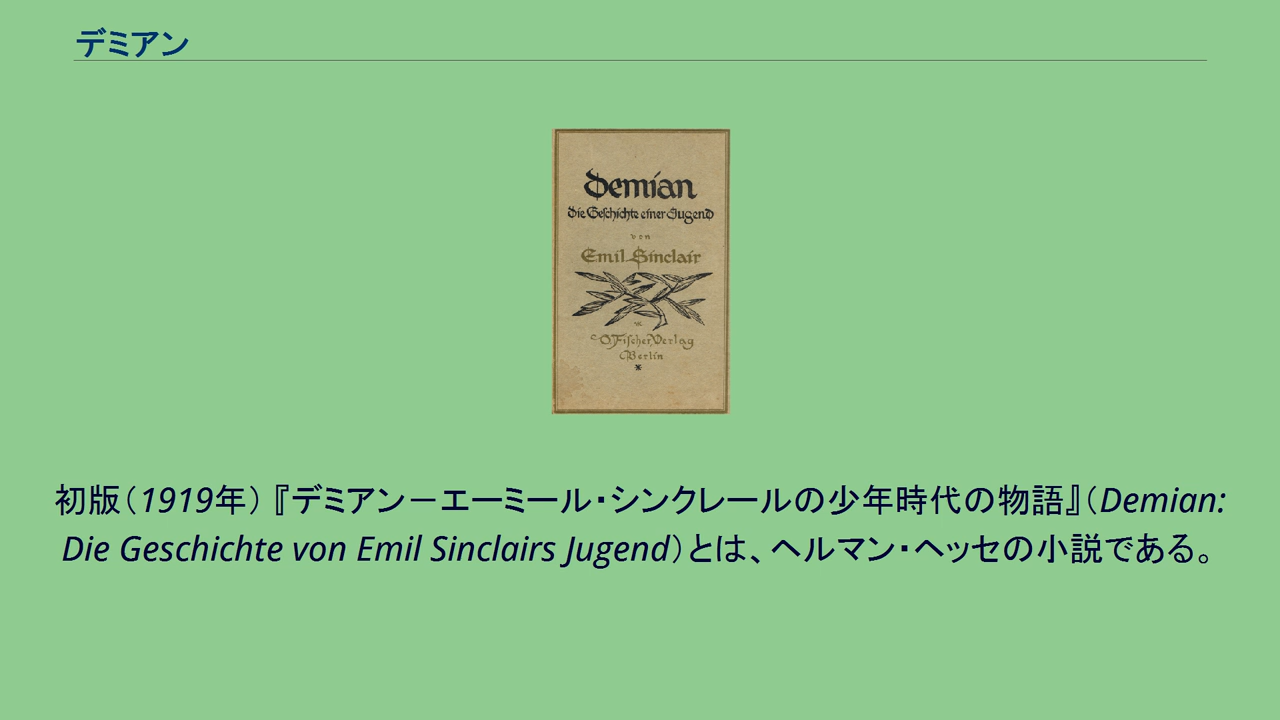 デミアン
Demian
Die Geschichte einer Jugend
von
Emil Sinclair
S. Fischer Verlag
Berlin
初版（1919年）『デミアン－エーミール・シンクレールの少年時代の物語』（Demian:
Die Geschichte von Emil Sinclairs Jugend）とは、ヘルマン・ヘッセの小説である。